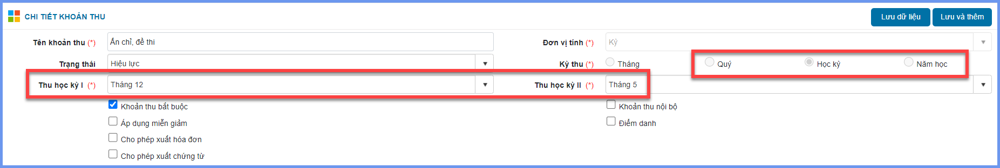 CHI TIẾT KHOẢN THU
Lưu dữ liệu
Lưu và thêm
Tên khoản thu (*)
Ấn chỉ, đề thi
Đơn vị tính (*)
Kỳ
Trạng thái
Hiệu lực
Kỳ thu (*)
Tháng
Quý
Học kỳ
Năm học
Thu học kỳ I (*)
Tháng 12
Thu học kỳ II (*)
Tháng 5
Khoản thu bắt buộc
Khoản thu nội bộ
Áp dụng miễn giảm
Điểm danh
Cho phép xuất hóa đơn
Cho phép xuất chứng từ